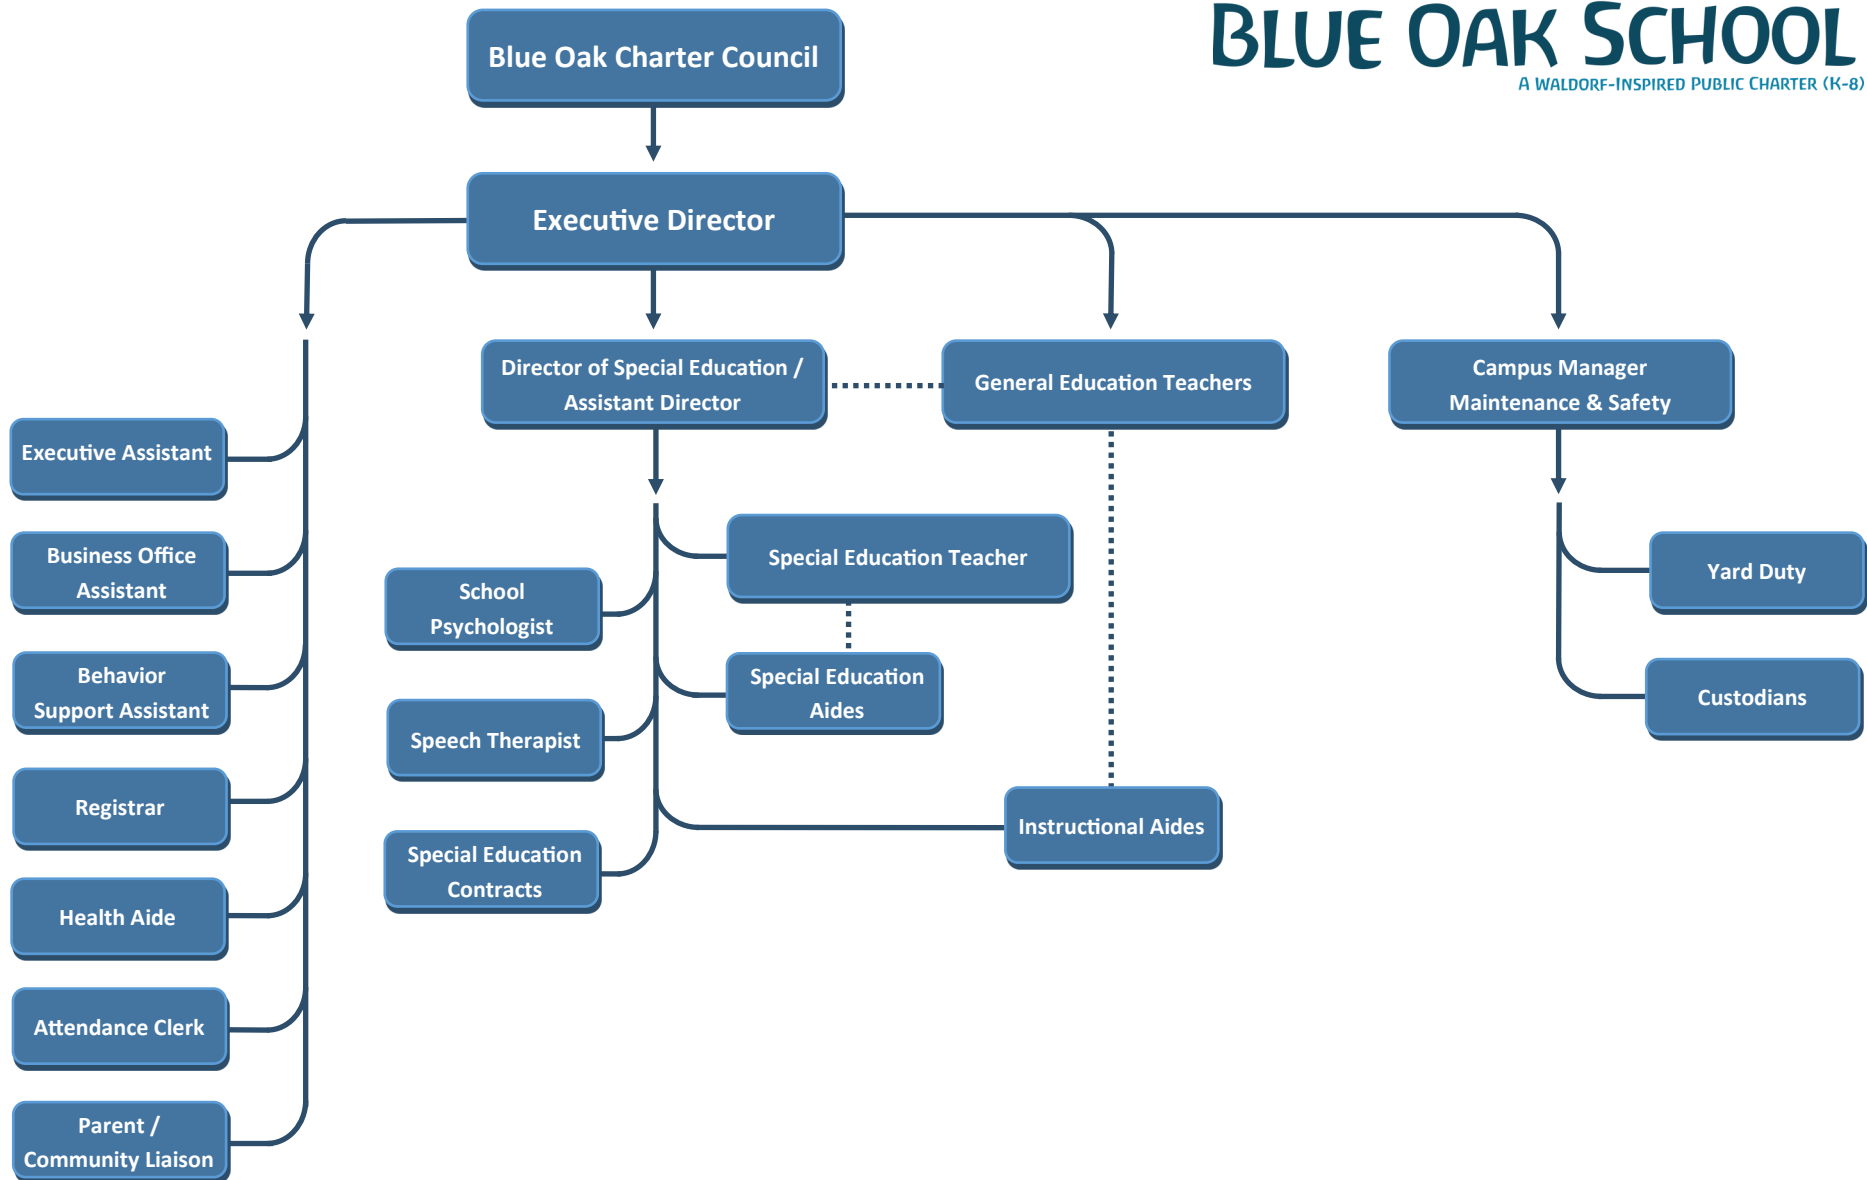 BLUE OAK SCHOOL
A WALDORF-INSPIRED PUBLIC CHARTER (K-8)
Blue Oak Charter Council
Executive Director
Director of Special Education /
Assistant Director
General Education Teachers
Campus Manager
Maintenance & Safety
Executive Assistant
Business Office
Assistant
Behavior
Support Assistant
Registrar
Health Aide
Attendance Clerk
Parent /
Community Liaison
School
Psychologist
Speech Therapist
Special Education
Contracts
Special Education Teacher
Special Education
Aides
Instructional Aides
Yard Duty
Custodians